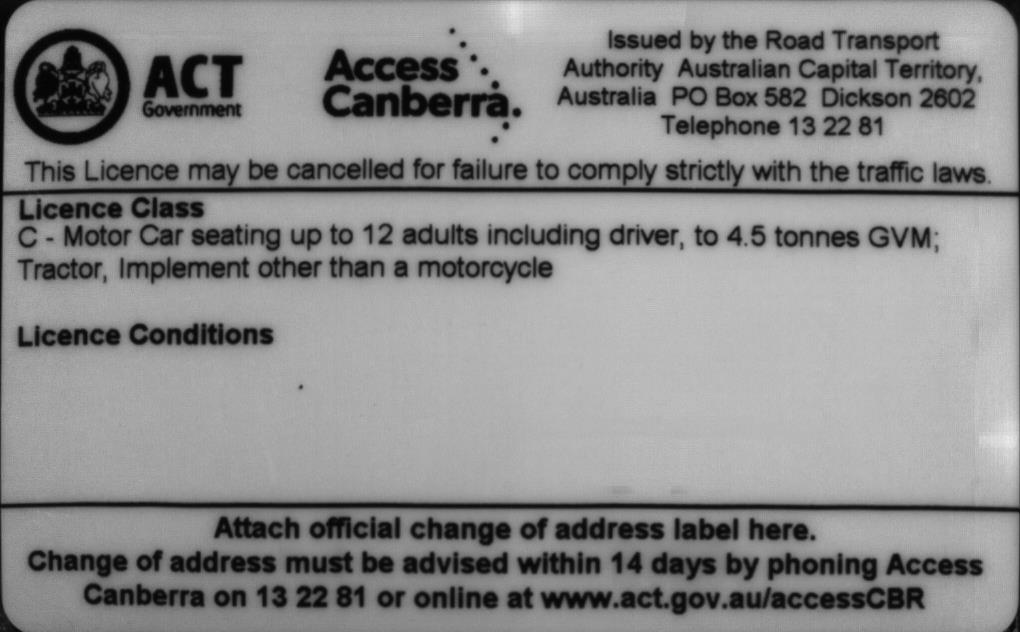 ACT
Government
Access
Canberra.
Issued by the Road Transport
Authority Australian Capital Territory,
Australia PO Box 582 Dickson 2602
Telephone 13 22 81
This Licence may be cancelled for failure to comply strictly with the traffic laws.
Licence Class
C - Motor Car seating up to 12 adults including driver, to 4.5 tonnes GVM;
Tractor, Implement other than a motorcycle
Licence Conditions
Attach official change of address label here.
Change of address must be advised within 14 days by phoning Access
Canberra on 13 22 81 or online at www.act.gov.au/accessCBR